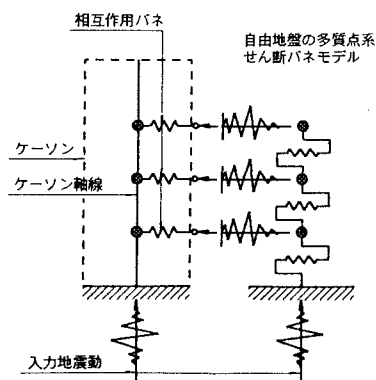 相互作用バネ
自由地盤の多質点系
せん断バネモデル
ケーソン
ケーソン軸線
入力地震動